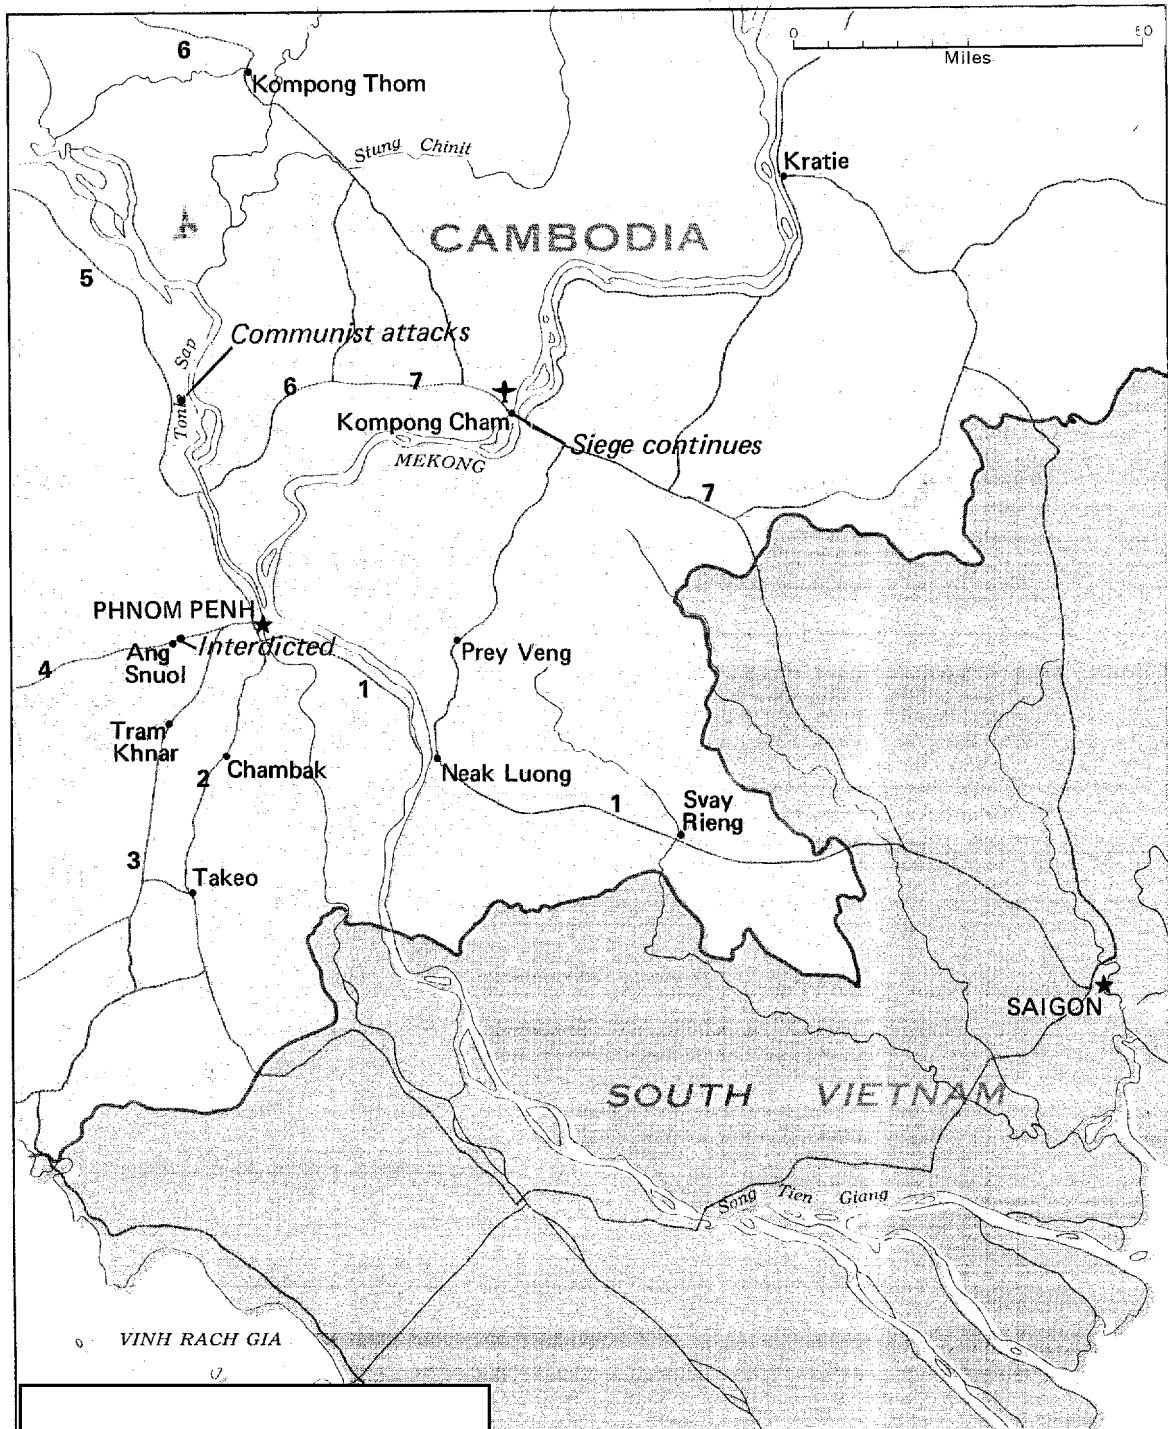 6
Kompong Thom
0
50
Miles
Stung Chinit
Kratie
CAMBODIA
5
Communist attacks
Tonle Sap
6
7
Kompong Cham
Siege continues
MEKONG
7
PHNOM PENH
Interdicted
Ang
Snuol
4
Prey Veng
1
Tram
Khnar
Chambak
2
Neak Luong
1
Svay
Rieng
3
Takeo
SAIGON
SOUTH VIETNAM
Song Tien Giang
VINH RACH GIA